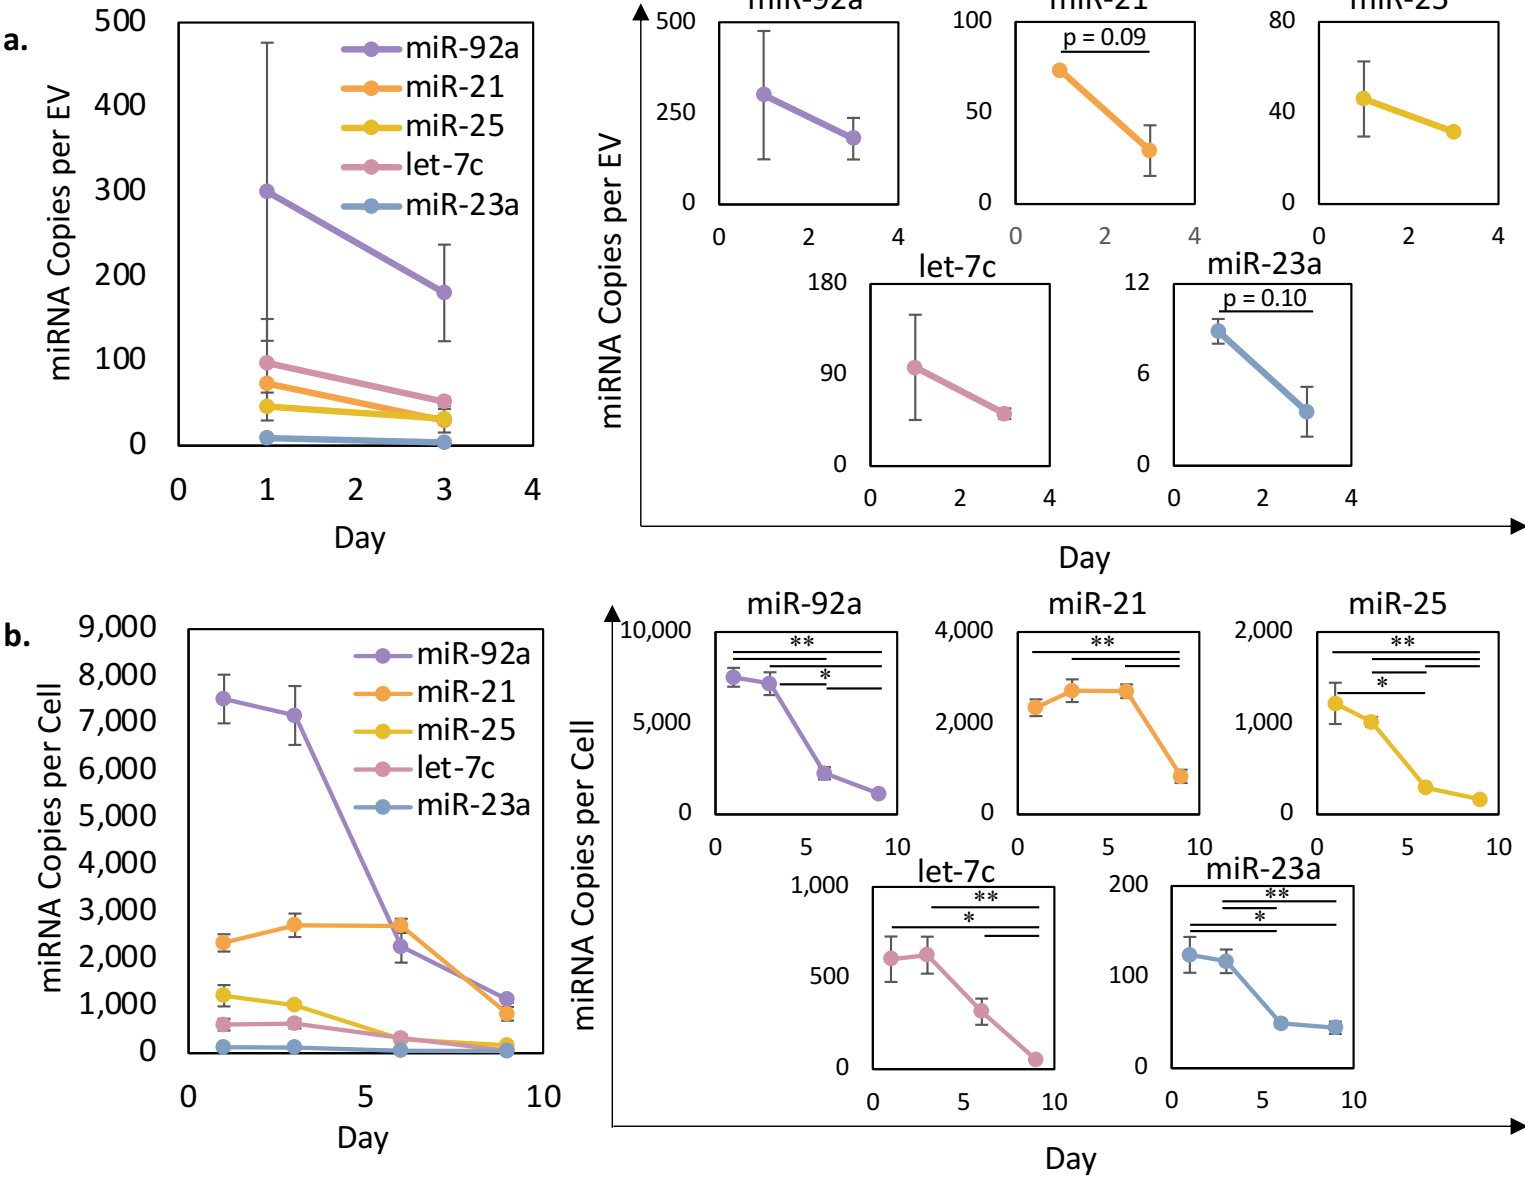 a.
miRNA Copies per EV
500
400
300
200
100
0
0 1 2 3 4
Day
miR-92a
miR-21
miR-25
let-7c
miR-23a
miRNA Copies per EV
miR-92a
500
250
0
0 2 4
miR-21
p = 0.09
100
50
0
0 2 4
miR-25
80
40
0
0 2 4
let-7c
180
90
0
0 2 4
miR-23a
p = 0.10
12
6
0
0 2 4
Day
b.
miRNA Copies per Cell
9,000
8,000
7,000
6,000
5,000
4,000
3,000
2,000
1,000
0
0 5 10
Day
miR-92a
miR-21
miR-25
let-7c
miR-23a
miRNA Copies per Cell
miR-92a
**
*
10,000
5,000
0
0 5 10
miR-21
**
4,000
2,000
0
0 5 10
miR-25
**
*
2,000
1,000
0
0 5 10
let-7c
**
*
1,000
500
0
0 5 10
miR-23a
**
*
200
100
0
0 5 10
Day